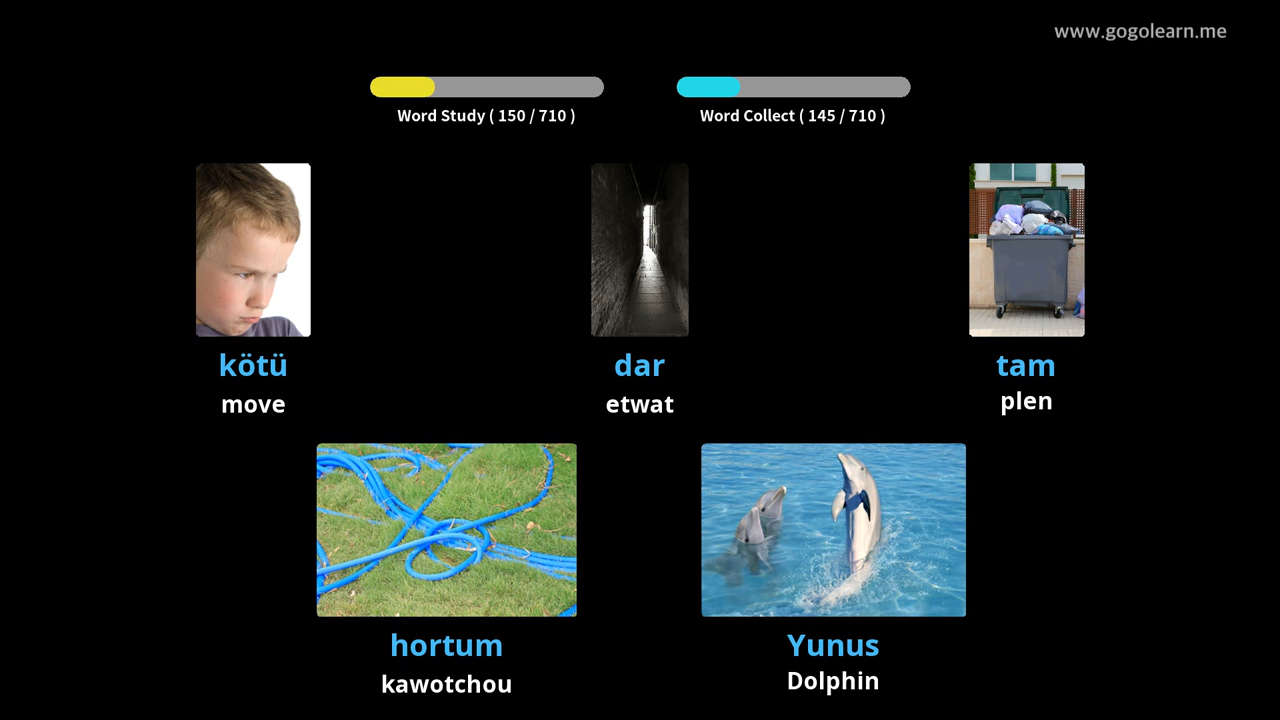 www.gogolearn.me
Word Study ( 150 / 710 )
Word Collect ( 145 / 710 )
kötü
move
dar
etwat
tam
plen
hortum
kawotchou
Yunus
Dolphin